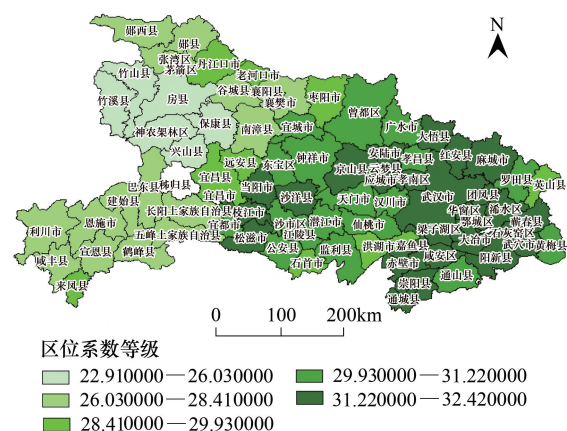 郧西县
郧县
N
张湾区
茅箭区
丹江口市
老河口市
竹山县
谷城县
襄阳县
枣阳市
竹溪县
房县
襄樊市
曾都区
保康县
南漳县
宜城市
广水市
大悟县
神农架林区
兴山县
远安县
东宝区
钟祥市
安陆市
孝昌县
红安县
麻城市
京山县
云梦县
巴东县
秭归县
宜昌县
当阳市
应城市
孝南区
罗田县
英山县
建始县
宜昌市
沙洋县
天门市
汉川市
武汉市
团风县
利川市
恩施市
长阳土家族自治县
枝江市
华容区
浠水县
宜都市
沙市区
潜江市
仙桃市
鄂城区
蕲春县
五峰土家族自治县
江陵县
梁子湖区
石灰窑区
咸丰县
宣恩县
鹤峰县
松滋市
公安县
监利县
洪湖市
嘉鱼县
咸安区
大冶市
武穴市
黄梅县
来凤县
石首市
赤壁市
阳新县
崇阳县
通山县
通城县
0 100 200km
区位系数等级
22.910000—26.030000
26.030000—28.410000
28.410000—29.930000
29.930000—31.220000
31.220000—32.420000